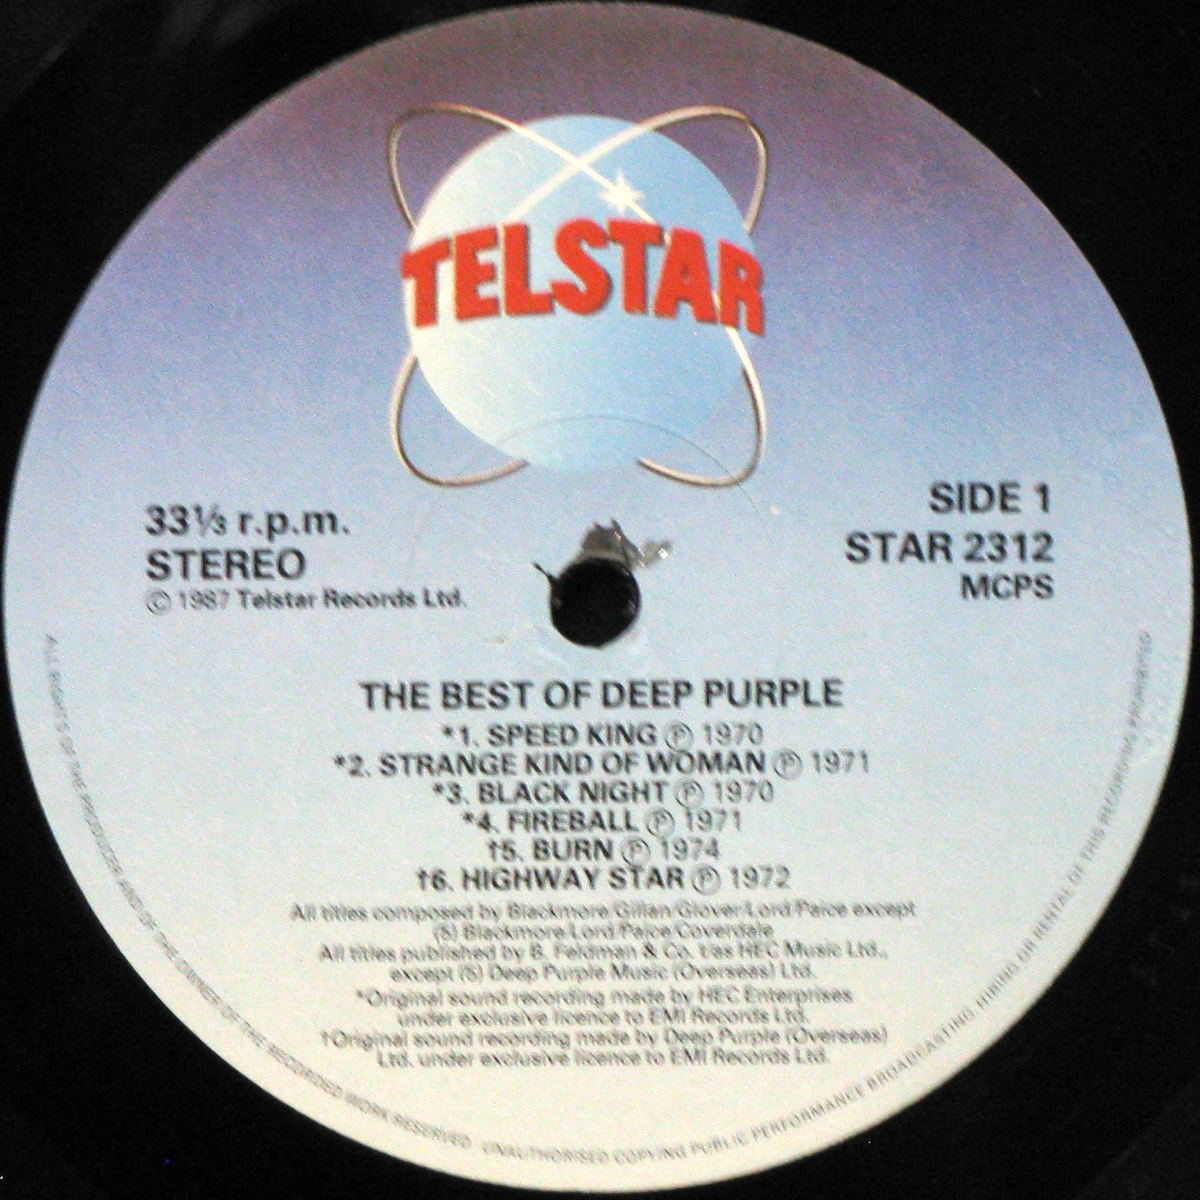 TELSTAR
33⅓ r.p.m.
STEREO
© 1987 Telstar Records Ltd.
SIDE 1
STAR 2312
MCPS
THE BEST OF DEEP PURPLE
*1. SPEED KING ℗ 1970
*2. STRANGE KIND OF WOMAN ℗ 1971
*3. BLACK NIGHT ℗ 1970
*4. FIREBALL ℗ 1971
†5. BURN ℗ 1974
†6. HIGHWAY STAR ℗ 1972
All titles composed by Blackmore/Gillan/Glover/Lord/Paice except
(5) Blackmore/Lord/Paice/Coverdale
All titles published by B. Feldman & Co. t/as HEC Music Ltd.,
except (5) Deep Purple Music (Overseas) Ltd.
*Original sound recording made by HEC Enterprises
under exclusive licence to EMI Records Ltd.
†Original sound recording made by Deep Purple (Overseas)
Ltd. under exclusive licence to EMI Records Ltd.
ALL RIGHTS OF THE PRODUCER AND OF THE OWNER OF THE RECORDED WORK RESERVED · UNAUTHORISED COPYING PUBLIC PERFORMANCE BROADCASTING HIRING OR RENTAL OF THIS RECORDING PROHIBITED